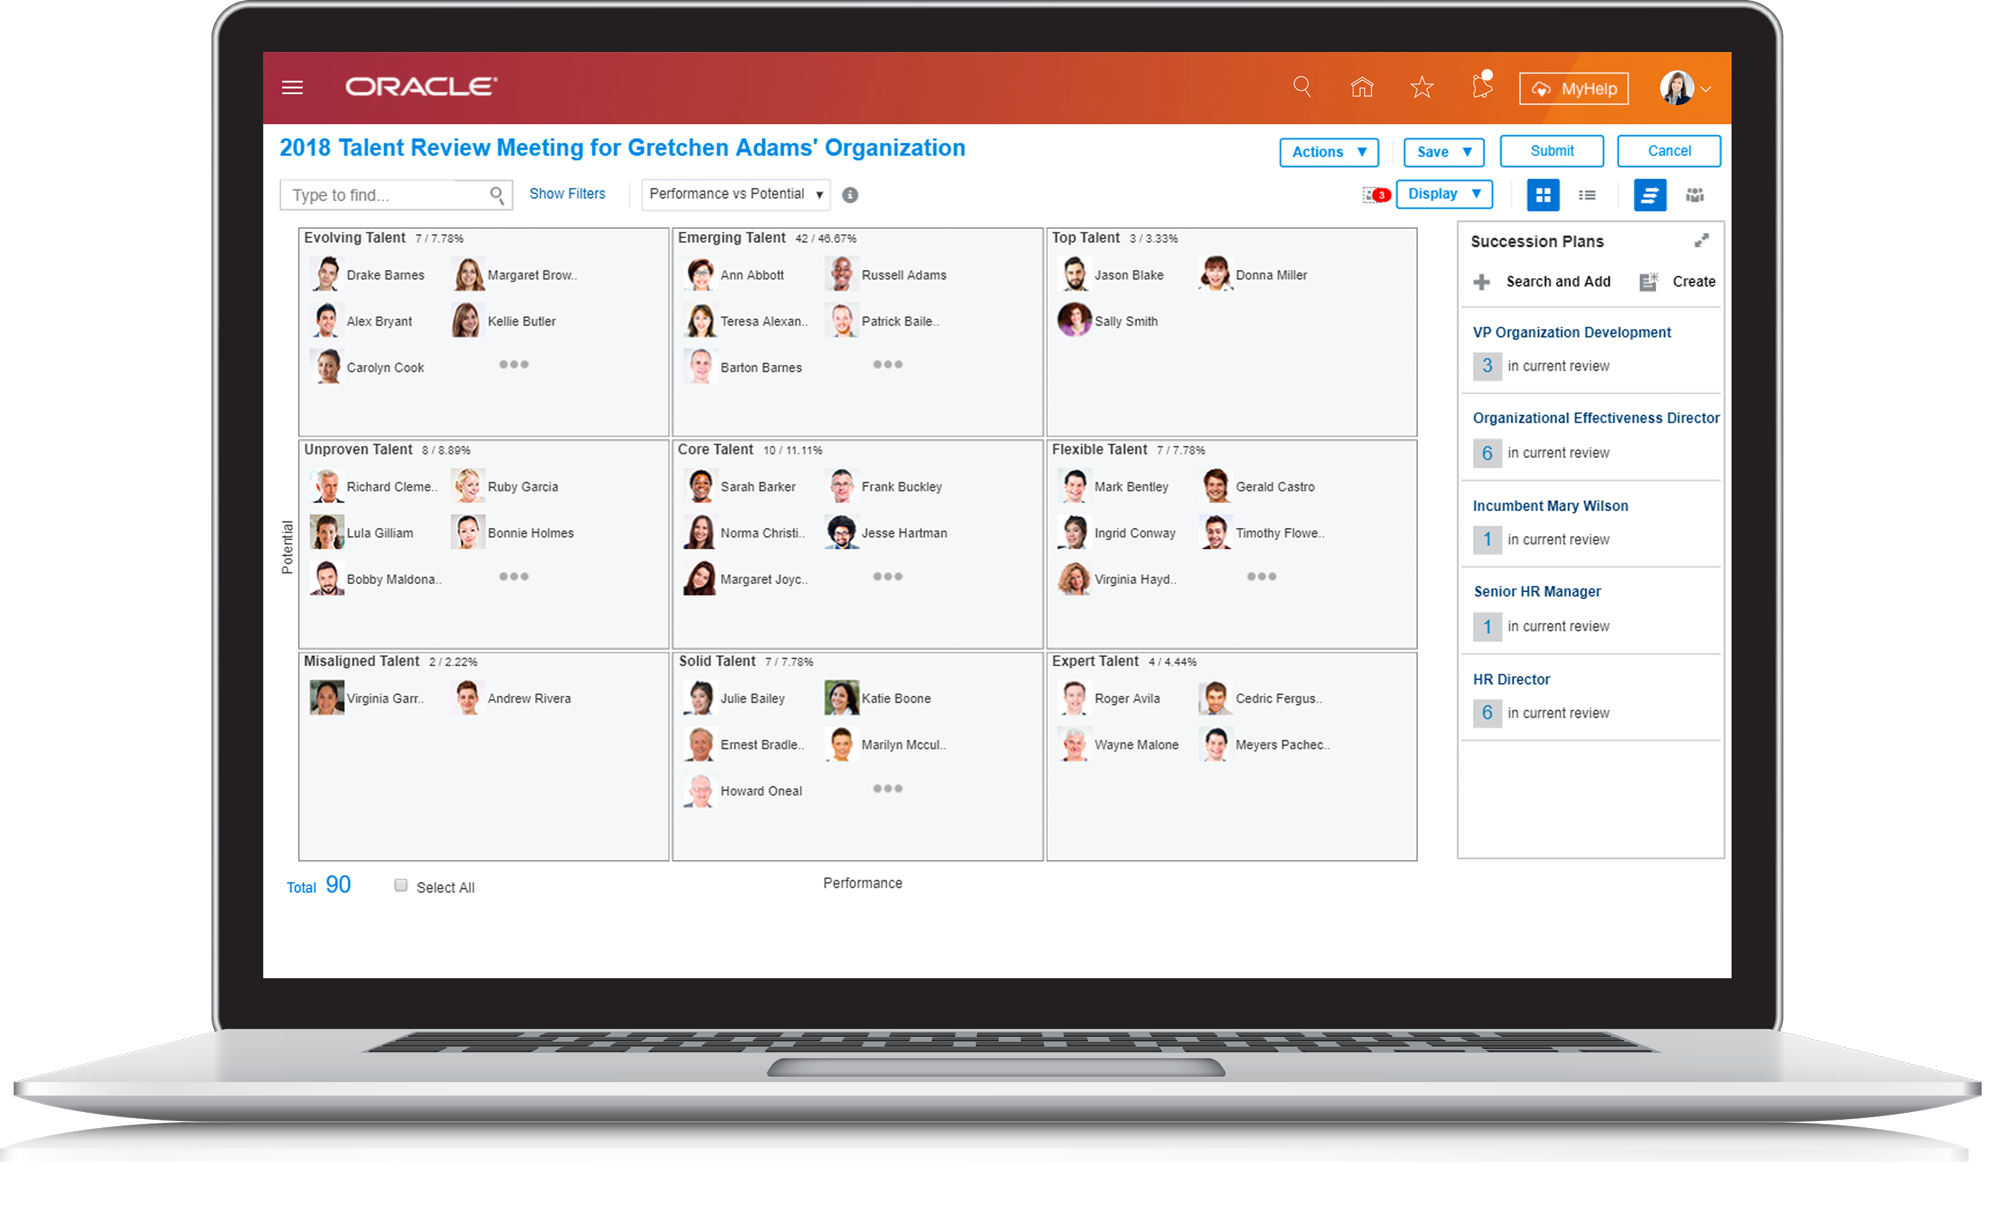 ORACLE®
MyHelp
2018 Talent Review Meeting for Gretchen Adams' Organization
Actions Save Submit Cancel
Type to find... Show Filters Performance vs Potential 3 Display
Evolving Talent 7 / 7.78%
Drake Barnes Margaret Brow..
Alex Bryant Kellie Butler
Carolyn Cook
Emerging Talent 42 / 46.67%
Ann Abbott Russell Adams
Teresa Alexan.. Patrick Baile..
Barton Barnes
Top Talent 3 / 3.33%
Jason Blake Donna Miller
Sally Smith
Potential
Unproven Talent 8 / 8.89%
Richard Cleme.. Ruby Garcia
Lula Gilliam Bonnie Holmes
Bobby Maldona..
Core Talent 10 / 11.11%
Sarah Barker Frank Buckley
Norma Christi.. Jesse Hartman
Margaret Joyc..
Flexible Talent 7 / 7.78%
Mark Bentley Gerald Castro
Ingrid Conway Timothy Flowe..
Virginia Hayd..
Misaligned Talent 2 / 2.22%
Virginia Garr.. Andrew Rivera
Solid Talent 7 / 7.78%
Julie Bailey Katie Boone
Ernest Bradle.. Marilyn Mccul..
Howard Oneal
Expert Talent 4 / 4.44%
Roger Avila Cedric Fergus..
Wayne Malone Meyers Pachec..
Total 90 Select All
Performance
Succession Plans
Search and Add Create
VP Organization Development
3 in current review
Organizational Effectiveness Director
6 in current review
Incumbent Mary Wilson
1 in current review
Senior HR Manager
1 in current review
HR Director
6 in current review